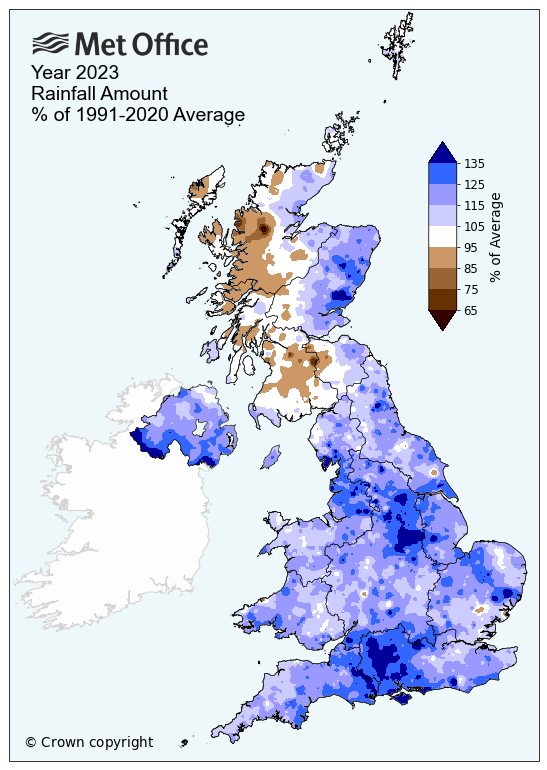 Met Office
Year 2023
Rainfall Amount
% of 1991-2020 Average
135
125
115
105
95
85
75
65
% of Average
© Crown copyright